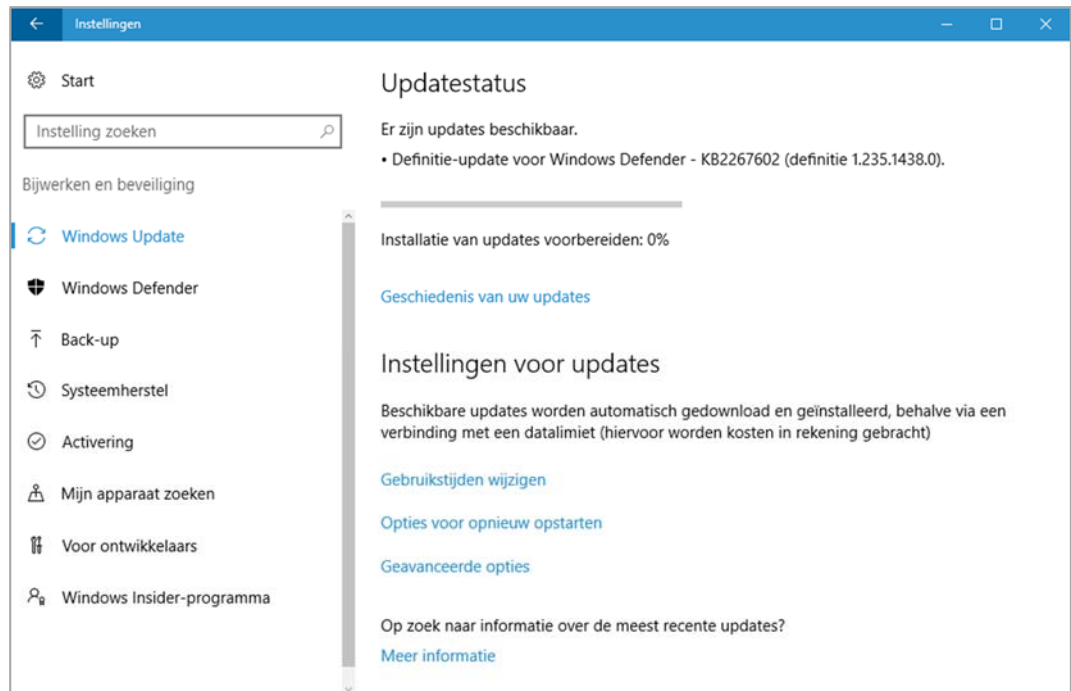 Instellingen
Start
Instelling zoeken
Bijwerken en beveiliging
Windows Update
Windows Defender
Back-up
Systeemherstel
Activering
Mijn apparaat zoeken
Voor ontwikkelaars
Windows Insider-programma
Updatestatus
Er zijn updates beschikbaar.
• Definitie-update voor Windows Defender - KB2267602 (definitie 1.235.1438.0).
Installatie van updates voorbereiden: 0%
Geschiedenis van uw updates
Instellingen voor updates
Beschikbare updates worden automatisch gedownload en geïnstalleerd, behalve via een
verbinding met een datalimiet (hiervoor worden kosten in rekening gebracht)
Gebruikstijden wijzigen
Opties voor opnieuw opstarten
Geavanceerde opties
Op zoek naar informatie over de meest recente updates?
Meer informatie